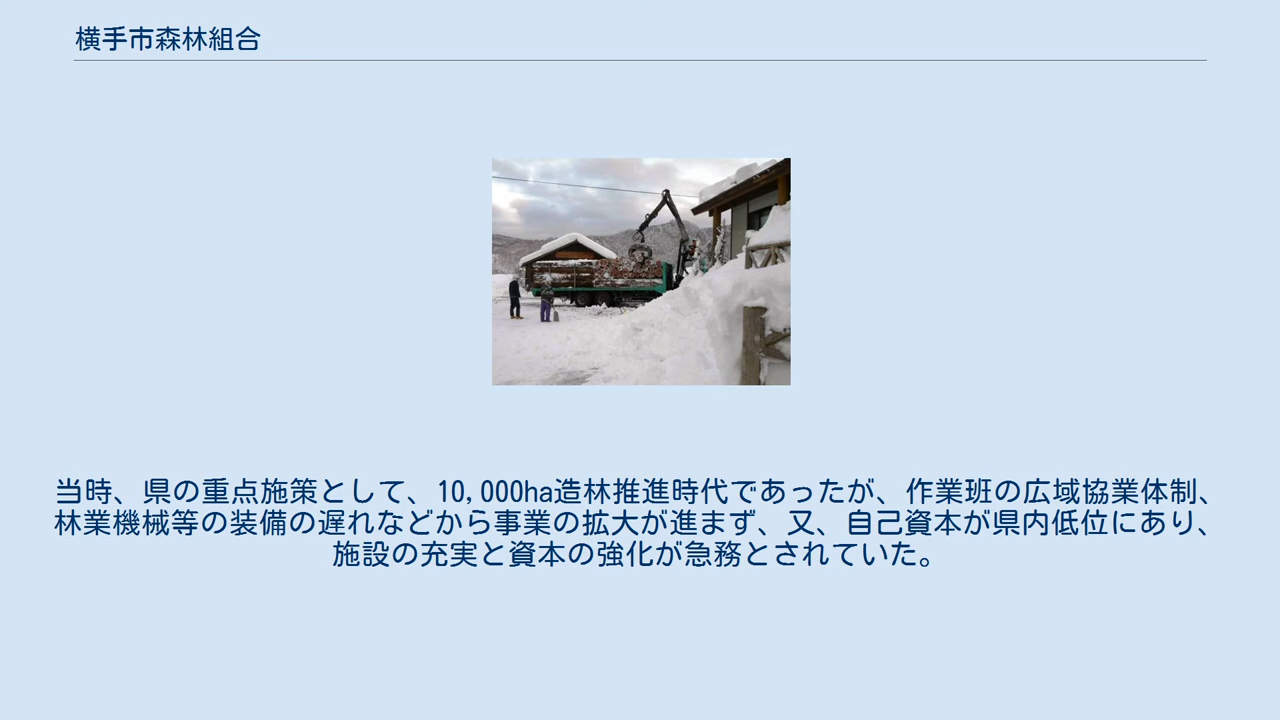 横手市森林組合
当時、県の重点施策として、10,000ha造林推進時代であったが、作業班の広域協業体制、
林業機械等の装備の遅れなどから事業の拡大が進まず、又、自己資本が県内低位にあり、
施設の充実と資本の強化が急務とされていた。